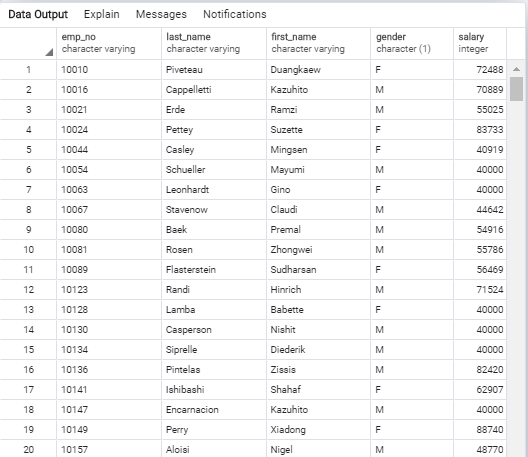 Data Output Explain Messages Notifications
emp_no last_name first_name gender salary
character varying character varying character varying character (1) integer
1 10010 Piveteau Duangkaew F 72488
2 10016 Cappelletti Kazuhito M 70889
3 10021 Erde Ramzi M 55025
4 10024 Pettey Suzette F 83733
5 10044 Casley Mingsen F 40919
6 10054 Schueller Mayumi M 40000
7 10063 Leonhardt Gino F 40000
8 10067 Stavenow Claudi M 44642
9 10080 Baek Premal M 54916
10 10081 Rosen Zhongwei M 55786
11 10089 Flasterstein Sudharsan F 56469
12 10123 Randi Hinrich M 71524
13 10128 Lamba Babette F 40000
14 10130 Casperson Nishit M 40000
15 10134 Siprelle Diederik M 40000
16 10136 Pintelas Zissis M 82420
17 10141 Ishibashi Shahaf F 62907
18 10147 Encarnacion Kazuhito M 40000
19 10149 Perry Xiadong F 88740
20 10157 Aloisi Nigel M 48770